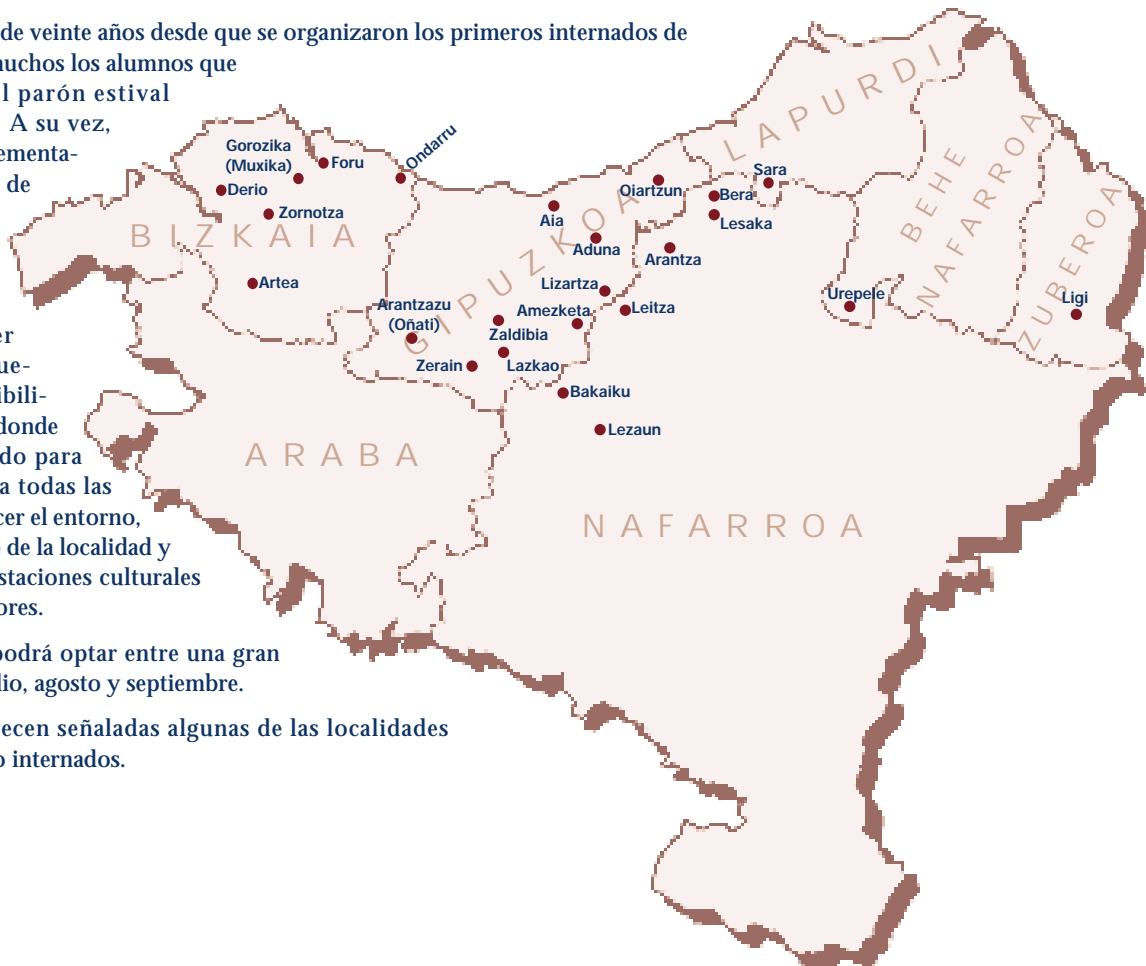 de veinte años desde que se organizaron los primeros internados de
muchos los alumnos que
l parón estival
A su vez,
ementa-
de
er
ue-
ibili-
donde
do para
a todas las
cer el entorno,
de la localidad y
staciones culturales
ores.
podrá optar entre una gran
lio, agosto y septiembre.
recen señaladas algunas de las localidades
o internados.
BIZKAIA
Gorozika
(Muxika)
Foru
Ondarru
Derio
Zornotza
Artea
GIPUZKOA
Oiartzun
Aia
Aduna
Lizartza
Amezketa
Arantzazu
(Oñati)
Zaldibia
Zerain
Lazkao
LAPURDI
Sara
Bera
Lesaka
Arantza
Leitza
Bakaiku
Lezaun
BEHE
NAFARROA
Urepele
ZUBEROA
Ligi
ARABA
NAFARROA